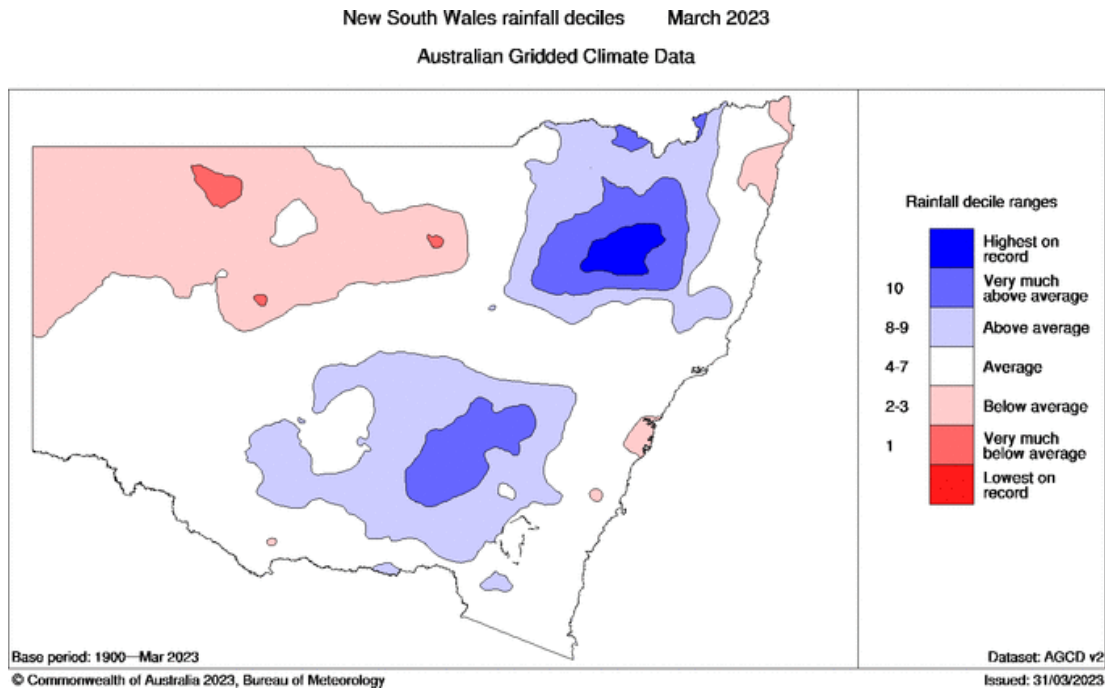 New South Wales rainfall deciles March 2023
Australian Gridded Climate Data
Rainfall decile ranges
Highest on
record
10
Very much
above average
8-9
Above average
4-7
Average
2-3
Below average
1
Very much
below average
Lowest on
record
Base period: 1900—Mar 2023
Dataset: AGCD v2
© Commonwealth of Australia 2023, Bureau of Meteorology
Issued: 31/03/2023